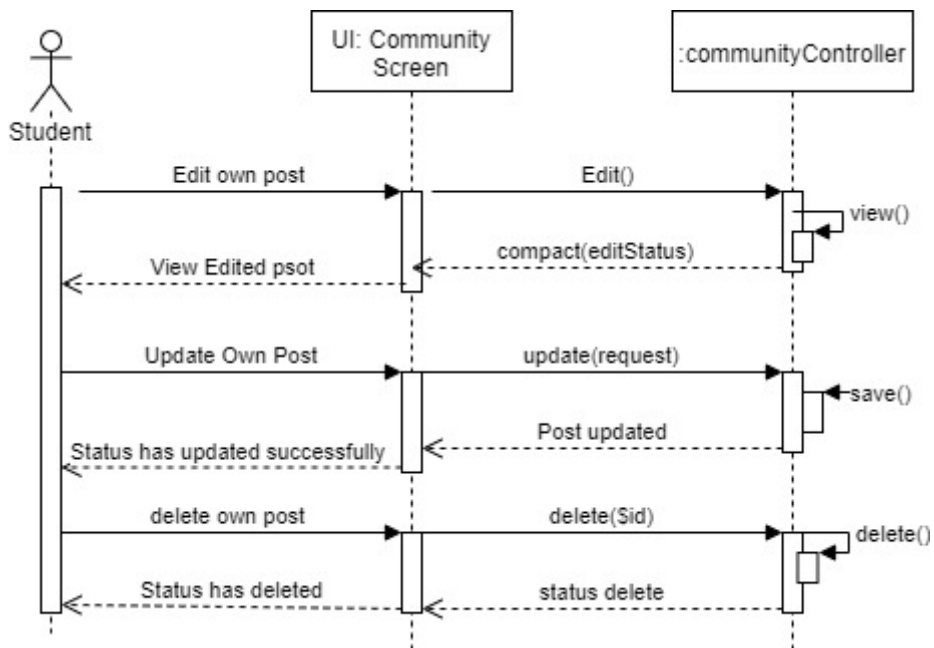 UI: Community
Screen
:communityController
Student
Edit own post
Edit()
view()
compact(editStatus)
View Edited psot
Update Own Post
update(request)
save()
Post updated
Status has updated successfully
delete own post
delete($id)
delete()
Status has deleted
status delete